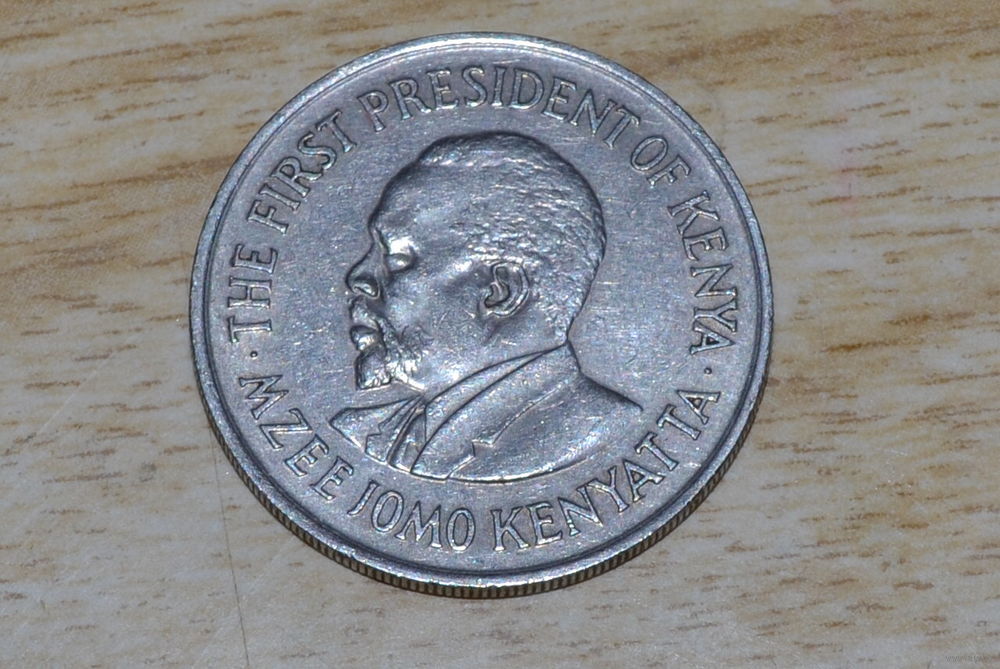 · THE FIRST PRESIDENT OF KENYA ·
MZEE JOMO KENYATTA